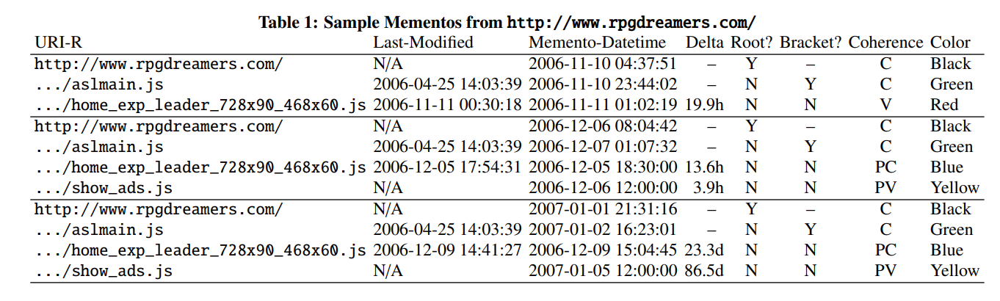 Table 1: Sample Mementos from http://www.rpgdreamers.com/
URI-R Last-Modified Memento-Datetime Delta Root? Bracket? Coherence Color
http://www.rpgdreamers.com/ N/A 2006-11-10 04:37:51 – Y – C Black
.../aslmain.js 2006-04-25 14:03:39 2006-11-10 23:44:02 – N Y C Green
.../home_exp_leader_728x90_468x60.js 2006-11-11 00:30:18 2006-11-11 01:02:19 19.9h N N V Red
http://www.rpgdreamers.com/ N/A 2006-12-06 08:04:42 – Y – C Black
.../aslmain.js 2006-04-25 14:03:39 2006-12-07 01:07:32 – N Y C Green
.../home_exp_leader_728x90_468x60.js 2006-12-05 17:54:31 2006-12-05 18:30:00 13.6h N N PC Blue
.../show_ads.js N/A 2006-12-06 12:00:00 3.9h N N PV Yellow
http://www.rpgdreamers.com/ N/A 2007-01-01 21:31:16 – Y – C Black
.../aslmain.js 2006-04-25 14:03:39 2007-01-02 16:23:01 – N Y C Green
.../home_exp_leader_728x90_468x60.js 2006-12-09 14:41:27 2006-12-09 15:04:45 23.3d N N PC Blue
.../show_ads.js N/A 2007-01-05 12:00:00 86.5d N N PV Yellow